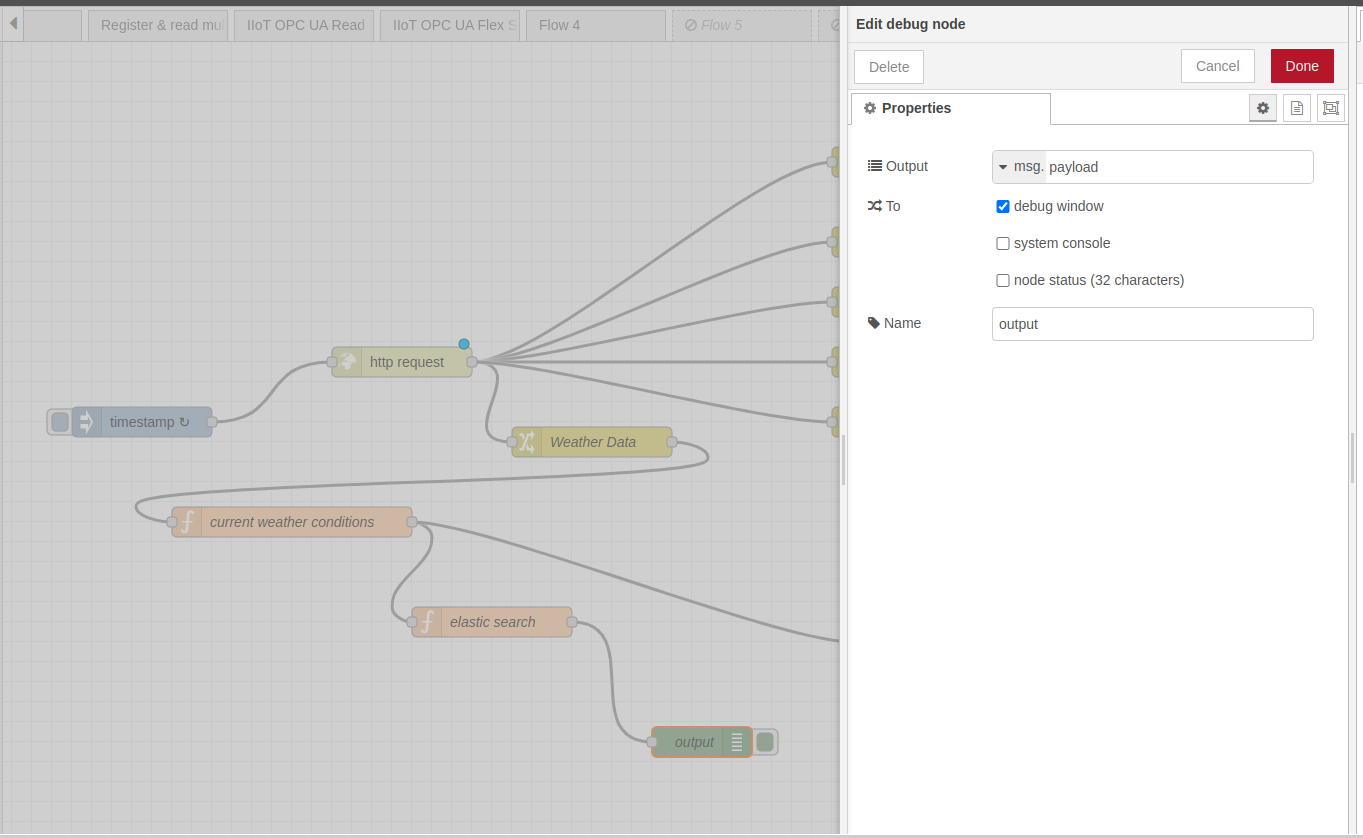 Register & read mul
IIoT OPC UA Read
IIoT OPC UA Flex S
Flow 4
Flow 5
Edit debug node
Delete
Cancel
Done
Properties
Output
msg. payload
To
debug window
system console
node status (32 characters)
Name
output
http request
timestamp ↻
Weather Data
current weather conditions
elastic search
output